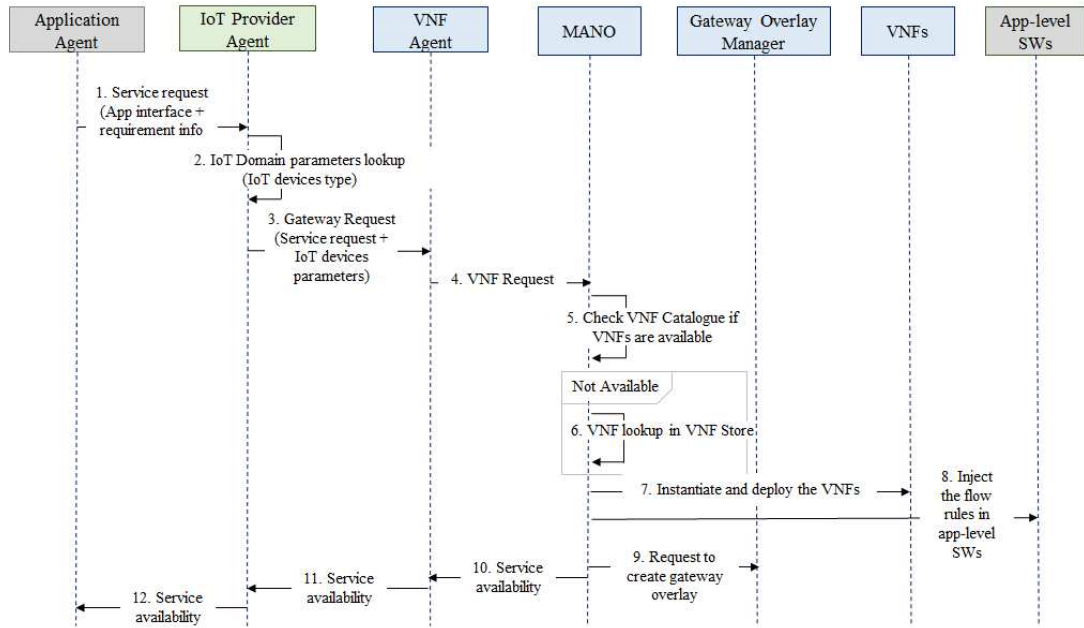 Application
Agent
IoT Provider
Agent
VNF
Agent
MANO
Gateway Overlay
Manager
VNFs
App-level
SWs
1. Service request
(App interface +
requirement info
2. IoT Domain parameters lookup
(IoT devices type)
3. Gateway Request
(Service request +
IoT devices
parameters)
4. VNF Request
5. Check VNF Catalogue if
VNFs are available
Not Available
6. VNF lookup in VNF Store
7. Instantiate and deploy the VNFs
8. Inject
the flow
rules in
app-level
SWs
9. Request to
create gateway
overlay
10. Service
availability
11. Service
availability
12. Service
availability